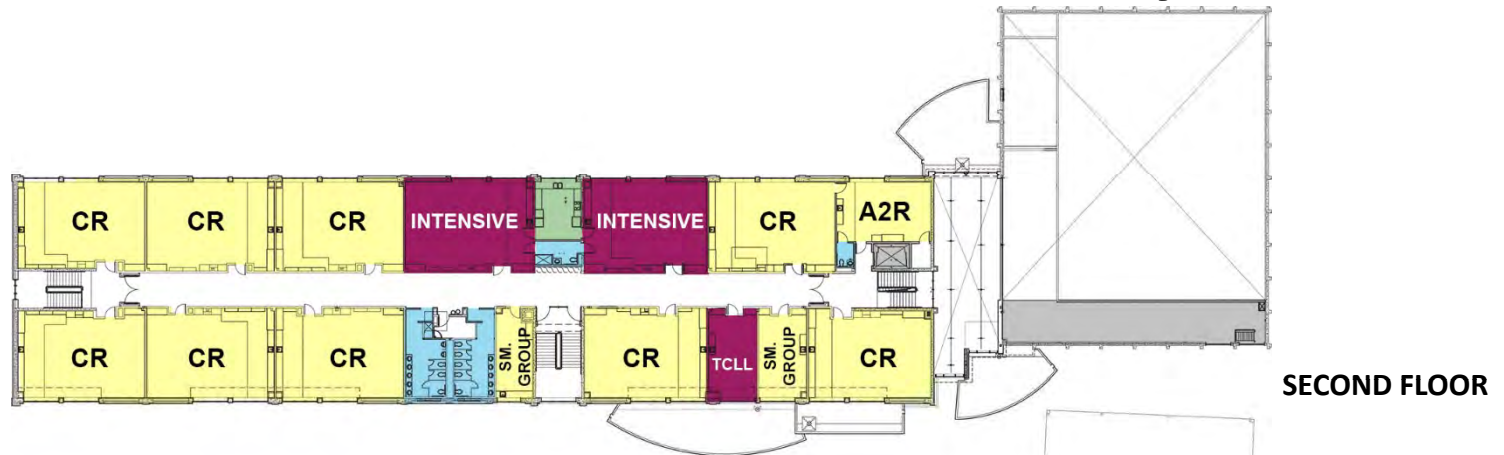 CR
CR
CR
INTENSIVE
INTENSIVE
CR
A2R
CR
CR
CR
SM.
GROUP
CR
TCLL
SM.
GROUP
CR
SECOND FLOOR